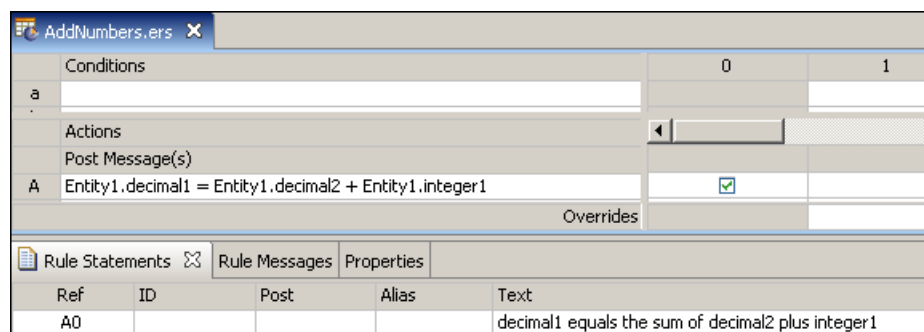 AddNumbers.ers
Conditions 0 1
a
Actions
Post Message(s)
A Entity1.decimal1 = Entity1.decimal2 + Entity1.integer1
Overrides
Rule Statements Rule Messages Properties
Ref ID Post Alias Text
A0 decimal1 equals the sum of decimal2 plus integer1